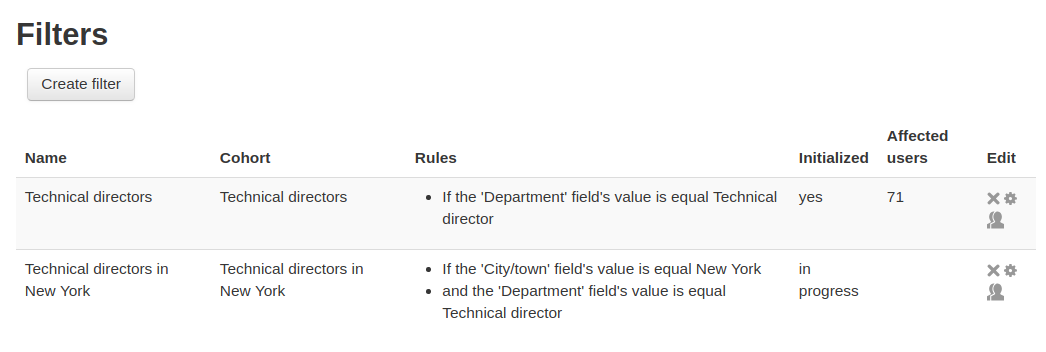 Filters
Create filter
Name Cohort Rules Initialized Affected users Edit
Technical directors Technical directors • If the 'Department' field's value is equal Technical yes 71
director
Technical directors in Technical directors in • If the 'City/town' field's value is equal New York in
New York New York • and the 'Department' field's value is equal progress
Technical director